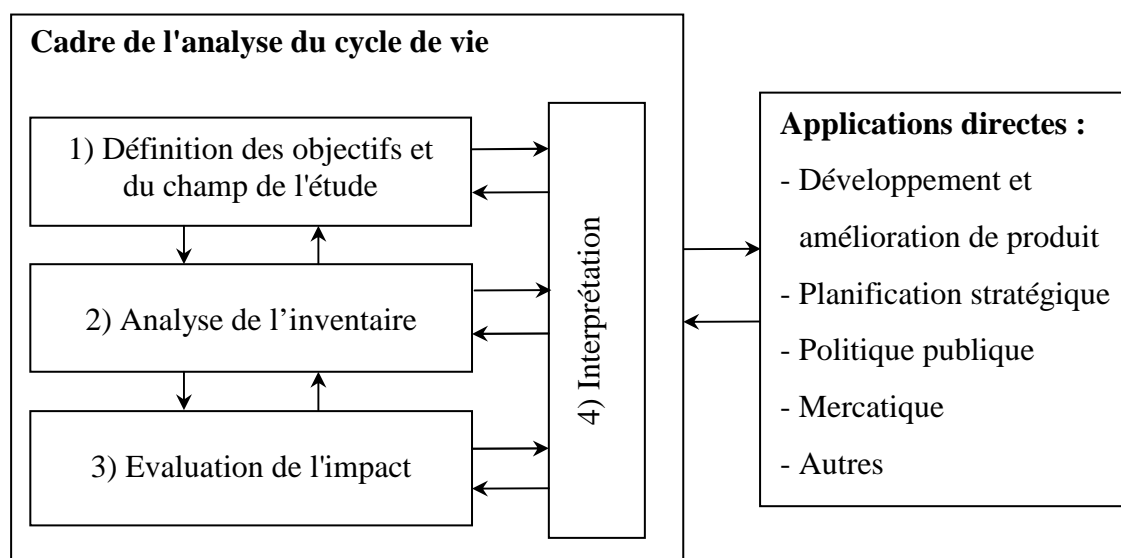 Cadre de l'analyse du cycle de vie
1) Définition des objectifs et
du champ de l'étude
2) Analyse de l’inventaire
3) Evaluation de l'impact
4) Interprétation
Applications directes :
- Développement et
amélioration de produit
- Planification stratégique
- Politique publique
- Mercatique
- Autres